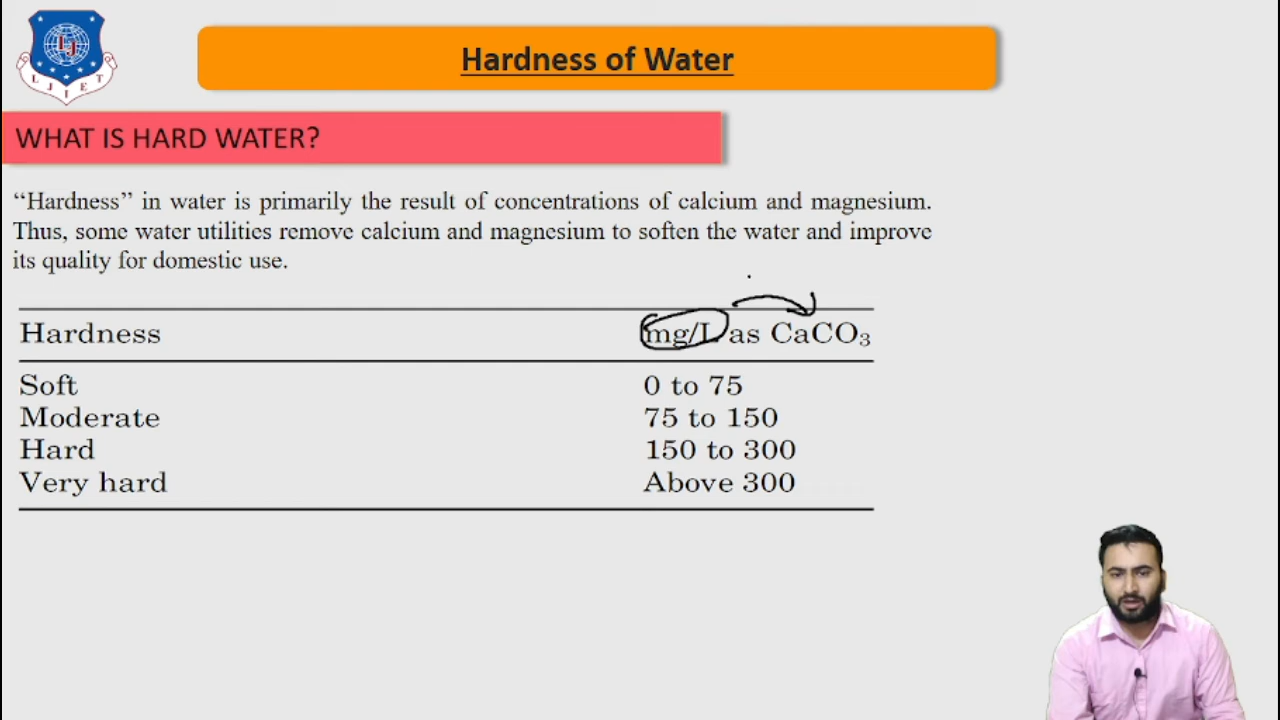 L J I E T
Hardness of Water
WHAT IS HARD WATER?
“Hardness” in water is primarily the result of concentrations of calcium and magnesium.
Thus, some water utilities remove calcium and magnesium to soften the water and improve
its quality for domestic use.
Hardness mg/L as CaCO₃
Soft 0 to 75
Moderate 75 to 150
Hard 150 to 300
Very hard Above 300